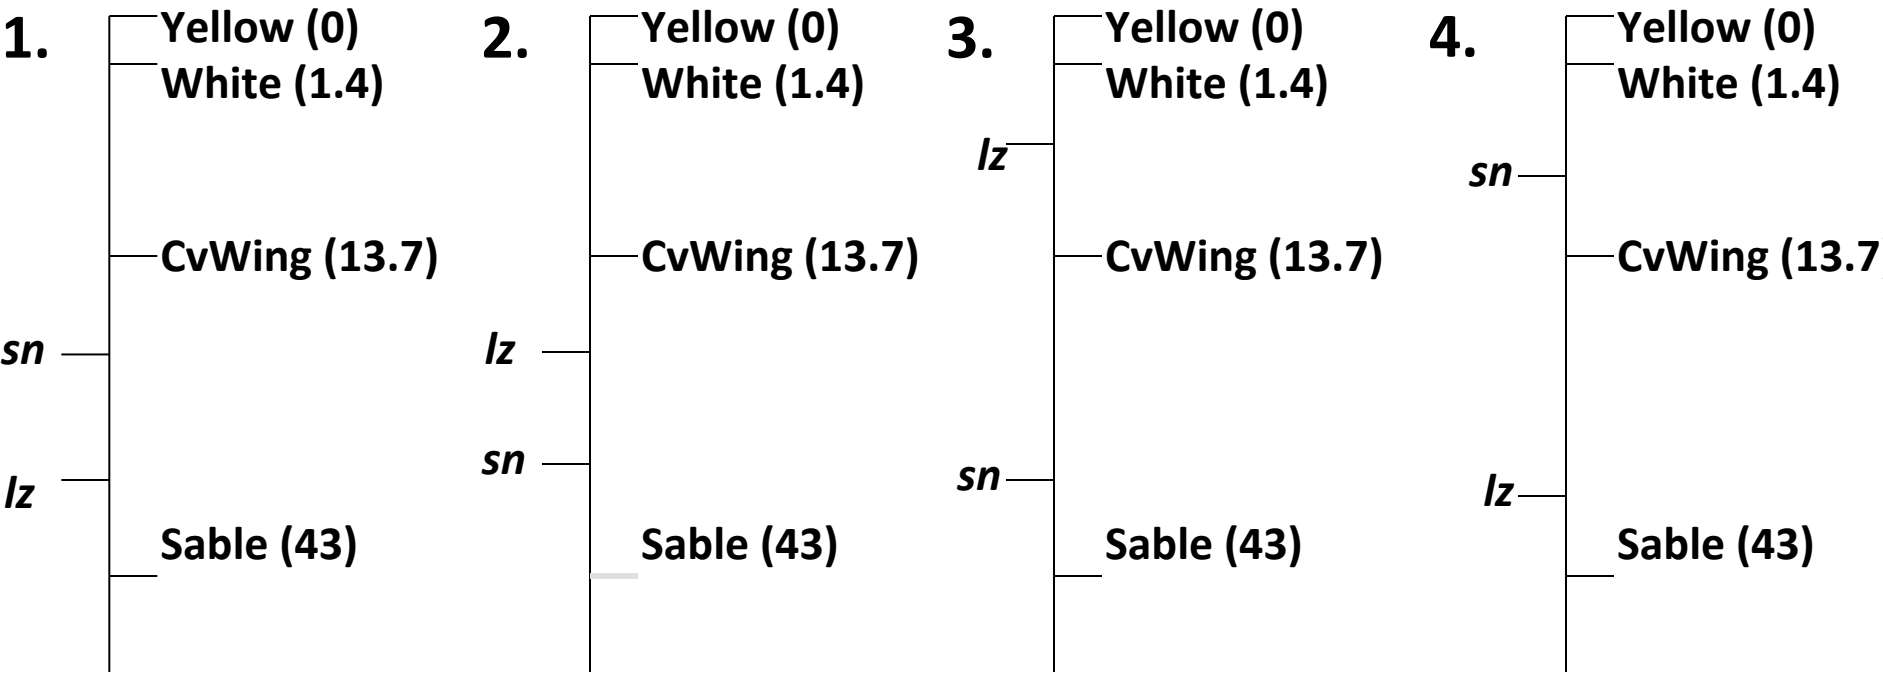 1.
Yellow (0)
White (1.4)
CvWing (13.7)
sn
lz
Sable (43)
2.
Yellow (0)
White (1.4)
CvWing (13.7)
lz
sn
Sable (43)
3.
Yellow (0)
White (1.4)
lz
CvWing (13.7)
sn
Sable (43)
4.
Yellow (0)
White (1.4)
sn
CvWing (13.7
lz
Sable (43)